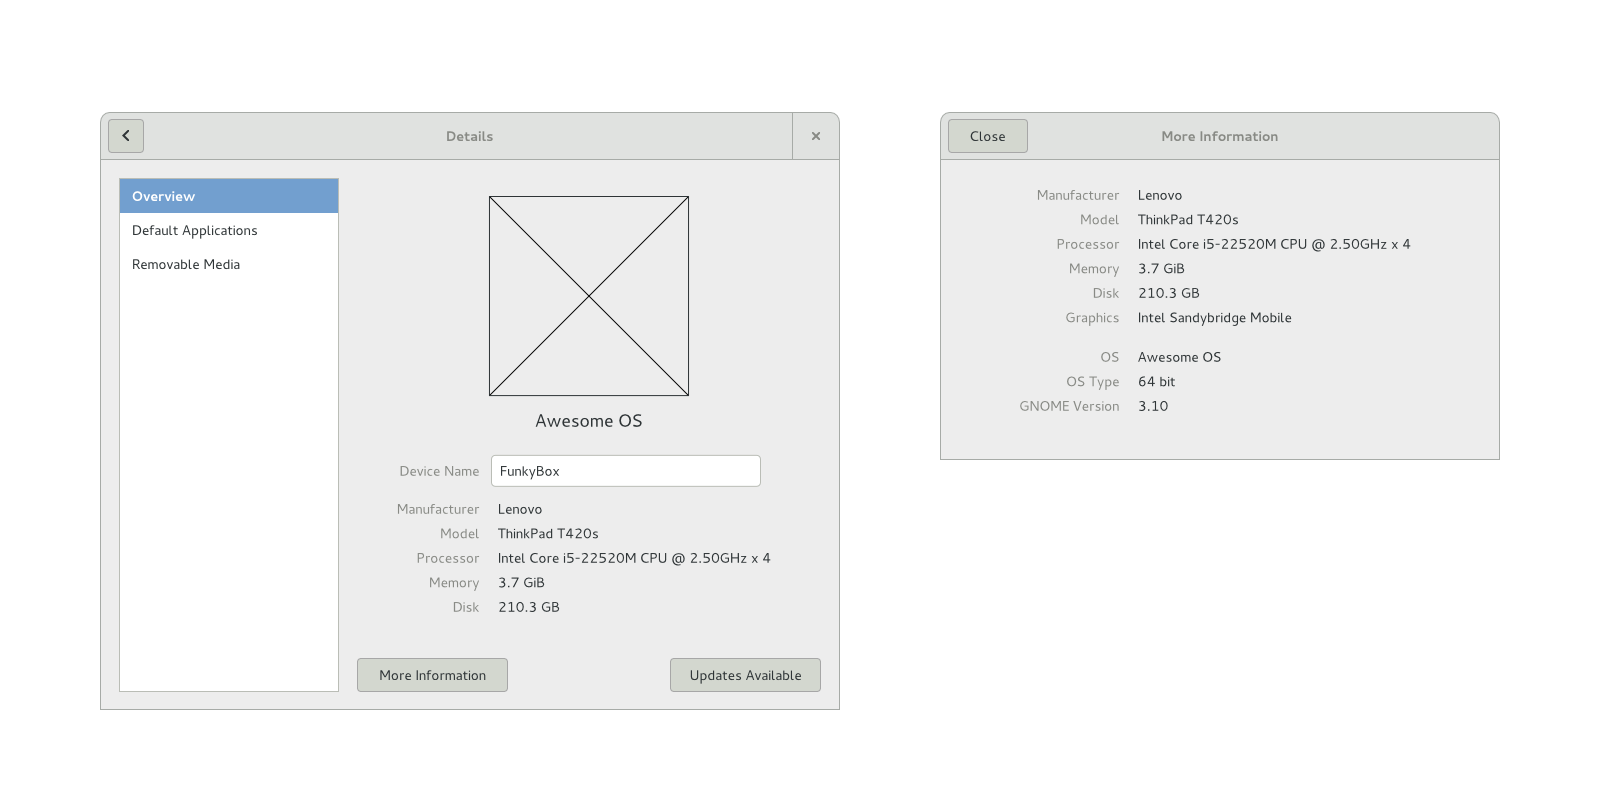 Details
×
Overview
Default Applications
Removable Media
Awesome OS
Device Name FunkyBox
Manufacturer Lenovo
Model ThinkPad T420s
Processor Intel Core i5-22520M CPU @ 2.50GHz x 4
Memory 3.7 GiB
Disk 210.3 GB
More Information
Updates Available
Close
More Information
Manufacturer Lenovo
Model ThinkPad T420s
Processor Intel Core i5-22520M CPU @ 2.50GHz x 4
Memory 3.7 GiB
Disk 210.3 GB
Graphics Intel Sandybridge Mobile
OS Awesome OS
OS Type 64 bit
GNOME Version 3.10